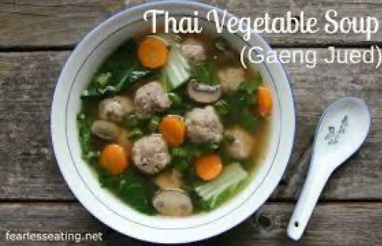 Thai Vegetable Soup
(Gaeng Jued)
fearlesseating.net